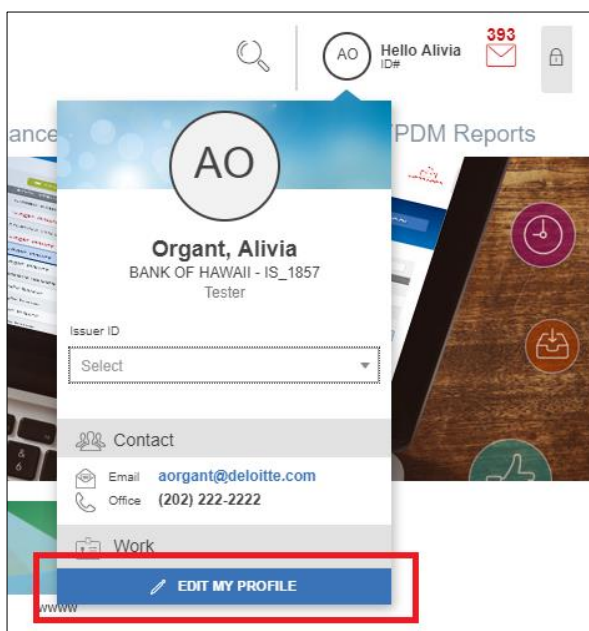 393
AO
Hello Alivia
ID#
ance
PDM Reports
AO
Organt, Alivia
BANK OF HAWAII - IS_1857
Tester
Issuer ID
Select
Contact
Email aorgant@deloitte.com
Office (202) 222-2222
Work
EDIT MY PROFILE
wwww